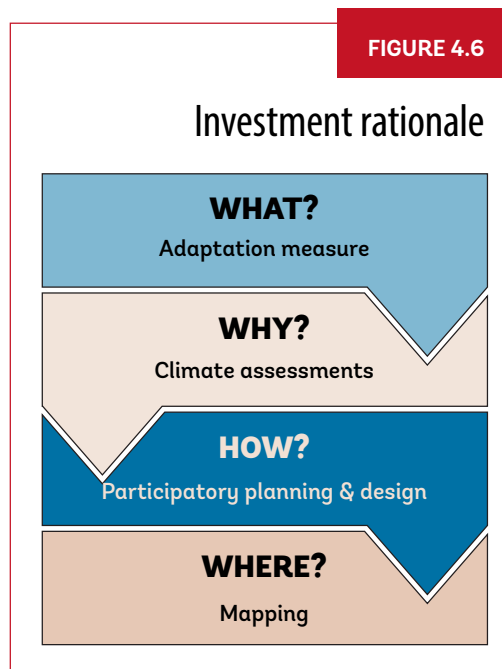 FIGURE 4.6
Investment rationale
WHAT?
Adaptation measure
WHY?
Climate assessments
HOW?
Participatory planning & design
WHERE?
Mapping